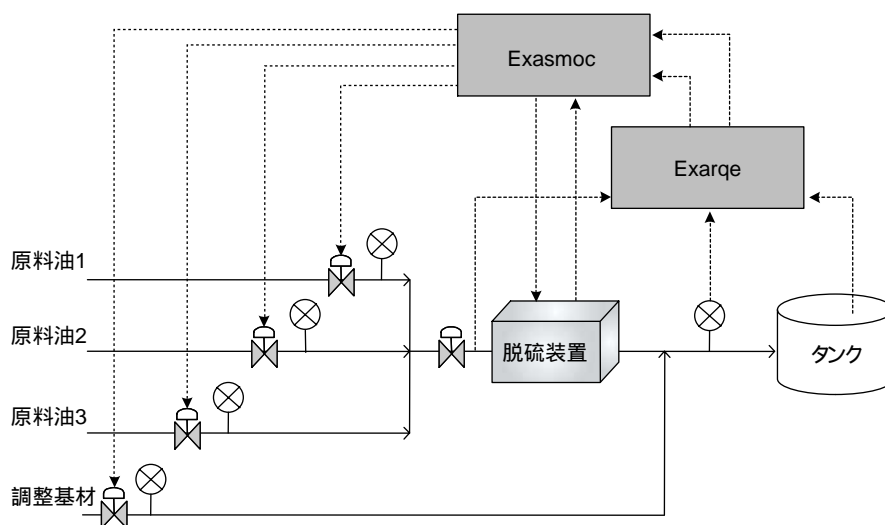 Exasmoc
Exarqe
原料油1
原料油2
脱硫装置
タンク
原料油3
調整基材